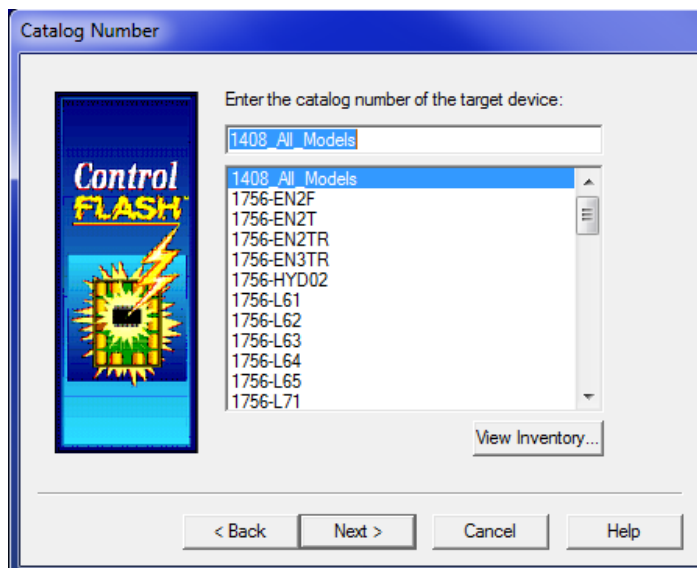 Catalog Number
Enter the catalog number of the target device:
1408_All_Models
Control
FLASH
1408_All_Models
1756-EN2F
1756-EN2T
1756-EN2TR
1756-EN3TR
1756-HYD02
1756-L61
1756-L62
1756-L63
1756-L64
1756-L65
1756-L71
View Inventory...
< Back
Next >
Cancel
Help